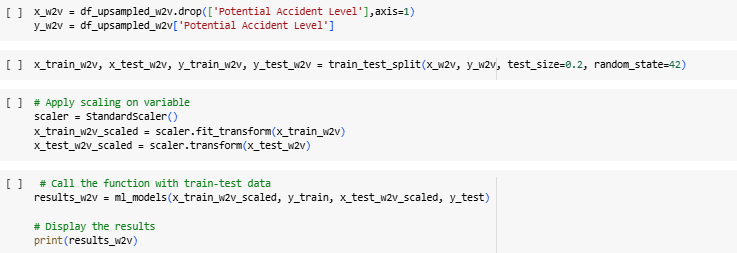 [ ] x_w2v = df_upsampled_w2v.drop(['Potential Accident Level'],axis=1)
y_w2v = df_upsampled_w2v['Potential Accident Level']
[ ] x_train_w2v, x_test_w2v, y_train_w2v, y_test_w2v = train_test_split(x_w2v, y_w2v, test_size=0.2, random_state=42)
[ ] # Apply scaling on variable
scaler = StandardScaler()
x_train_w2v_scaled = scaler.fit_transform(x_train_w2v)
x_test_w2v_scaled = scaler.transform(x_test_w2v)
[ ] # Call the function with train-test data
results_w2v = ml_models(x_train_w2v_scaled, y_train, x_test_w2v_scaled, y_test)
# Display the results
print(results_w2v)